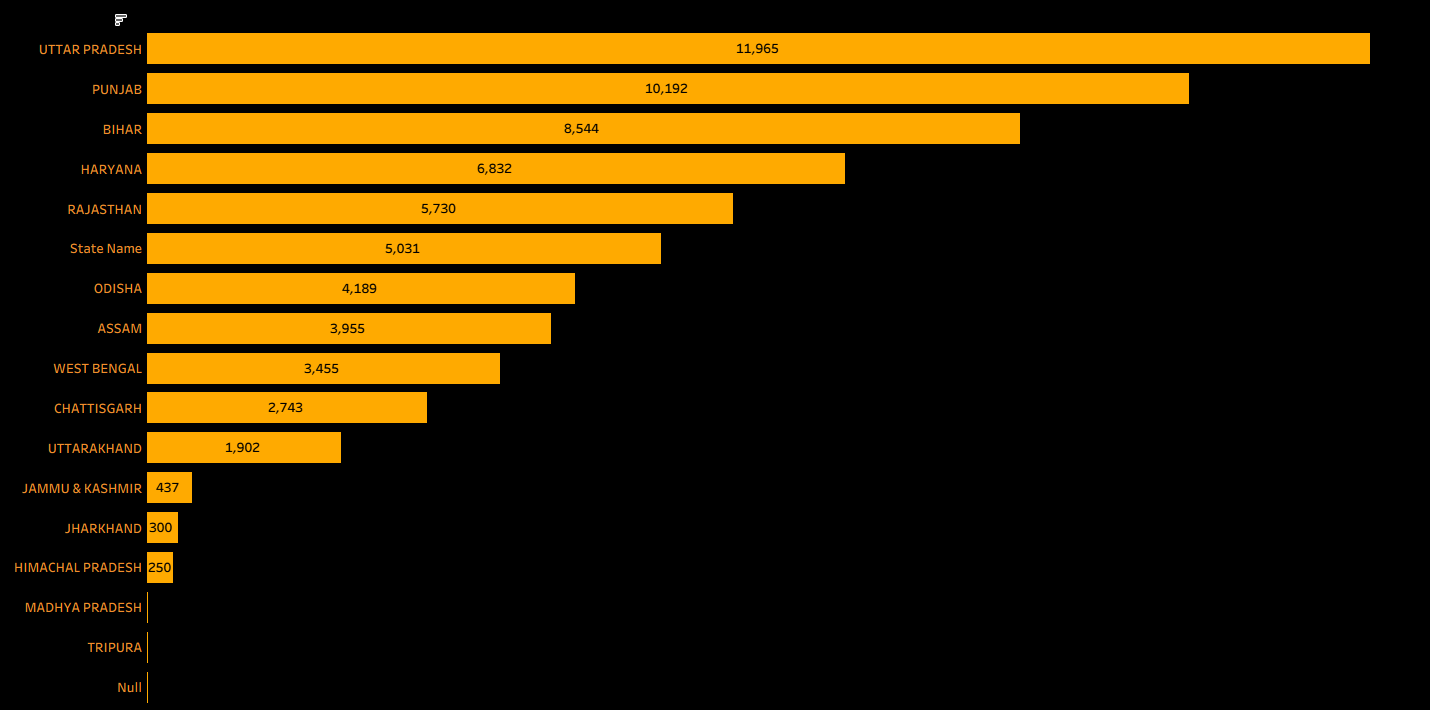 UTTAR PRADESH 11,965
PUNJAB 10,192
BIHAR 8,544
HARYANA 6,832
RAJASTHAN 5,730
State Name 5,031
ODISHA 4,189
ASSAM 3,955
WEST BENGAL 3,455
CHATTISGARH 2,743
UTTARAKHAND 1,902
JAMMU & KASHMIR 437
JHARKHAND 300
HIMACHAL PRADESH 250
MADHYA PRADESH
TRIPURA
Null